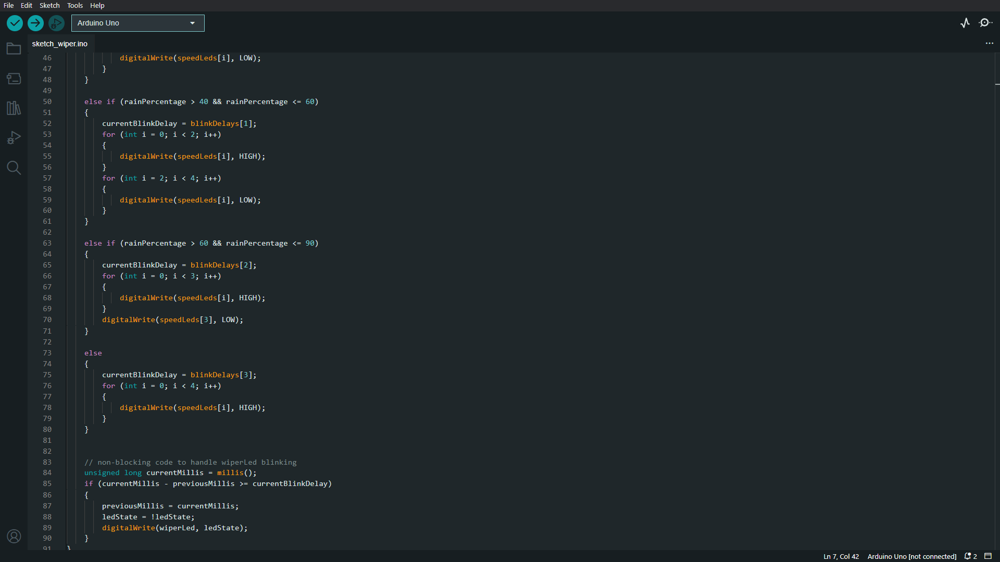 File Edit Sketch Tools Help
Arduino Uno
sketch_wiper.ino
46 digitalWrite(speedLeds[i], LOW);
47 }
48 }
49
50 else if (rainPercentage > 40 && rainPercentage <= 60)
51 {
52 currentBlinkDelay = blinkDelays[1];
53 for (int i = 0; i < 2; i++)
54 {
55 digitalWrite(speedLeds[i], HIGH);
56 }
57 for (int i = 2; i < 4; i++)
58 {
59 digitalWrite(speedLeds[i], LOW);
60 }
61 }
62
63 else if (rainPercentage > 60 && rainPercentage <= 90)
64 {
65 currentBlinkDelay = blinkDelays[2];
66 for (int i = 0; i < 3; i++)
67 {
68 digitalWrite(speedLeds[i], HIGH);
69 }
70 digitalWrite(speedLeds[3], LOW);
71 }
72
73 else
74 {
75 currentBlinkDelay = blinkDelays[3];
76 for (int i = 0; i < 4; i++)
77 {
78 digitalWrite(speedLeds[i], HIGH);
79 }
80 }
81
82
83 // non-blocking code to handle wiperLed blinking
84 unsigned long currentMillis = millis();
85 if (currentMillis - previousMillis >= currentBlinkDelay)
86 {
87 previousMillis = currentMillis;
88 ledState = !ledState;
89 digitalWrite(wiperLed, ledState);
90 }
91 }
Ln 7, Col 42 Arduino Uno [not connected] 2